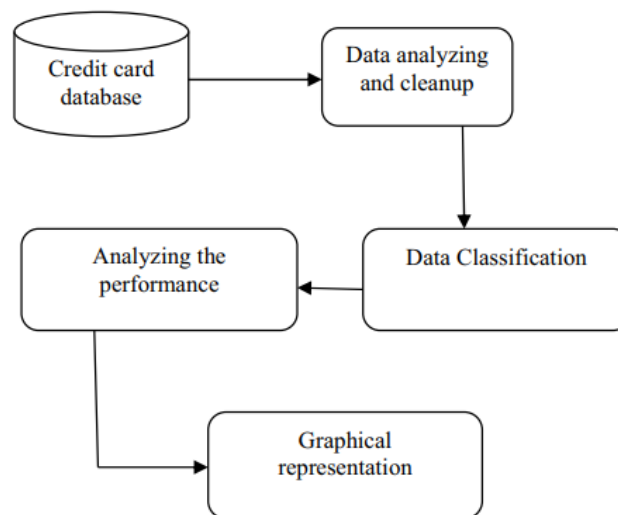 Credit card
database
Data analyzing
and cleanup
Data Classification
Analyzing the
performance
Graphical
representation